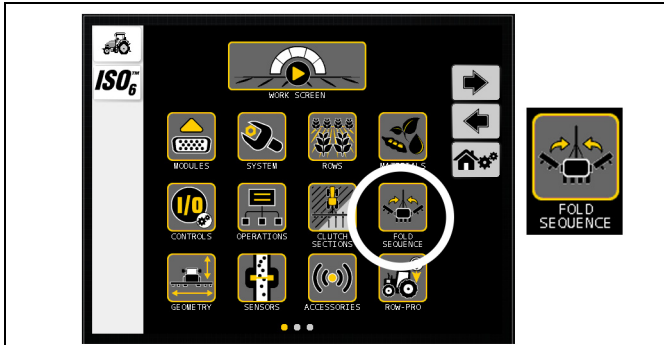 ISO6™
WORK SCREEN
MODULES
SYSTEM
ROWS
MATERIALS
I/O
CONTROLS
OPERATIONS
CLUTCH
SECTIONS
FOLD
SEQUENCE
GEOMETRY
SENSORS
ACCESSORIES
ROW-PRO
FOLD
SEQUENCE